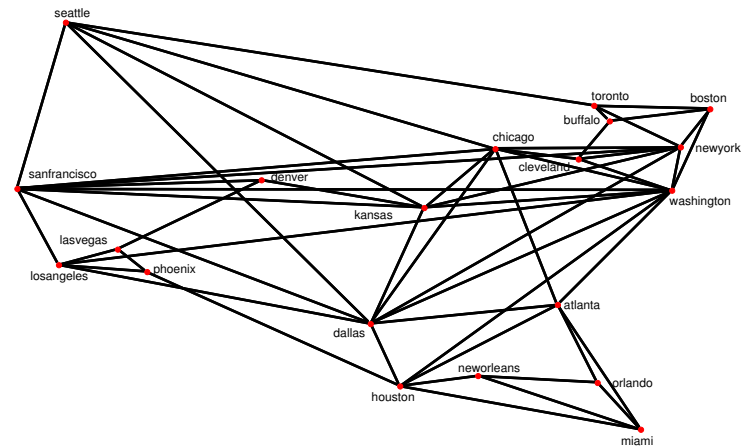 seattle
toronto
boston
buffalo
chicago
newyork
cleveland
sanfrancisco
denver
washington
kansas
lasvegas
losangeles
phoenix
atlanta
dallas
neworleans
orlando
houston
miami